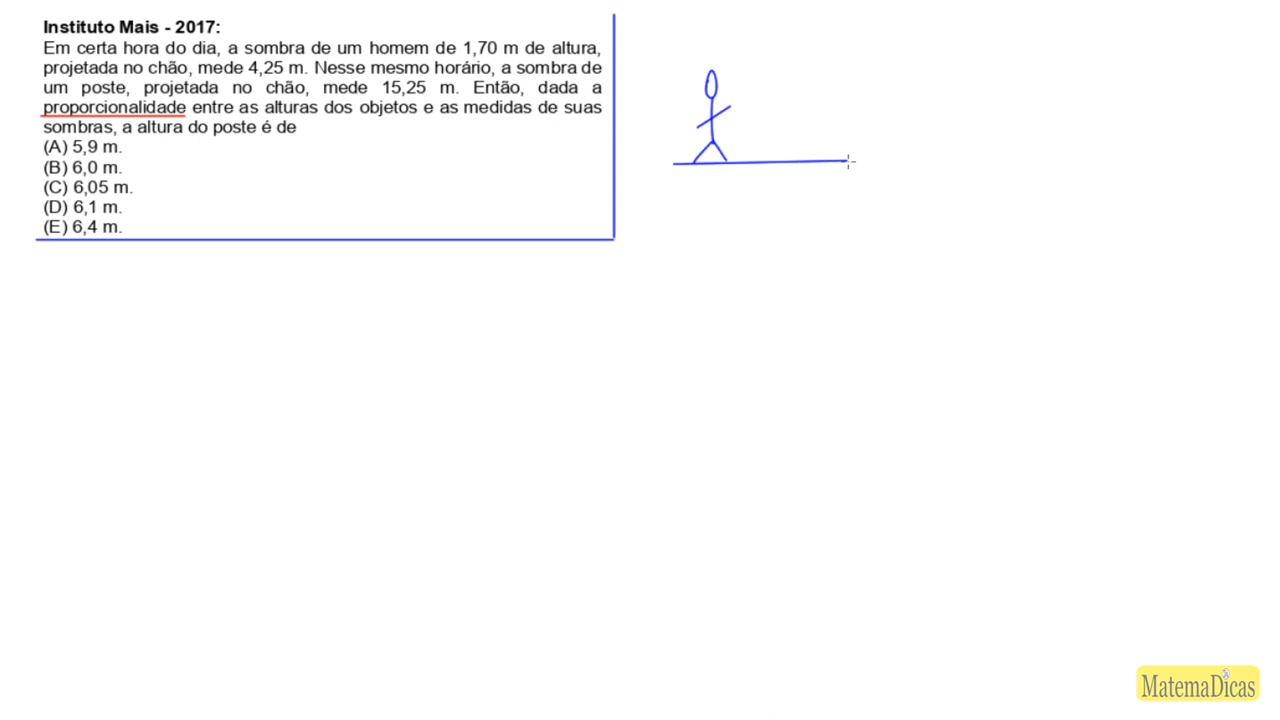 Instituto Mais - 2017:
Em certa hora do dia, a sombra de um homem de 1,70 m de altura,
projetada no chão, mede 4,25 m. Nesse mesmo horário, a sombra de
um poste, projetada no chão, mede 15,25 m. Então, dada a
proporcionalidade entre as alturas dos objetos e as medidas de suas
sombras, a altura do poste é de
(A) 5,9 m.
(B) 6,0 m.
(C) 6,05 m.
(D) 6,1 m.
(E) 6,4 m.
MatemaDicas